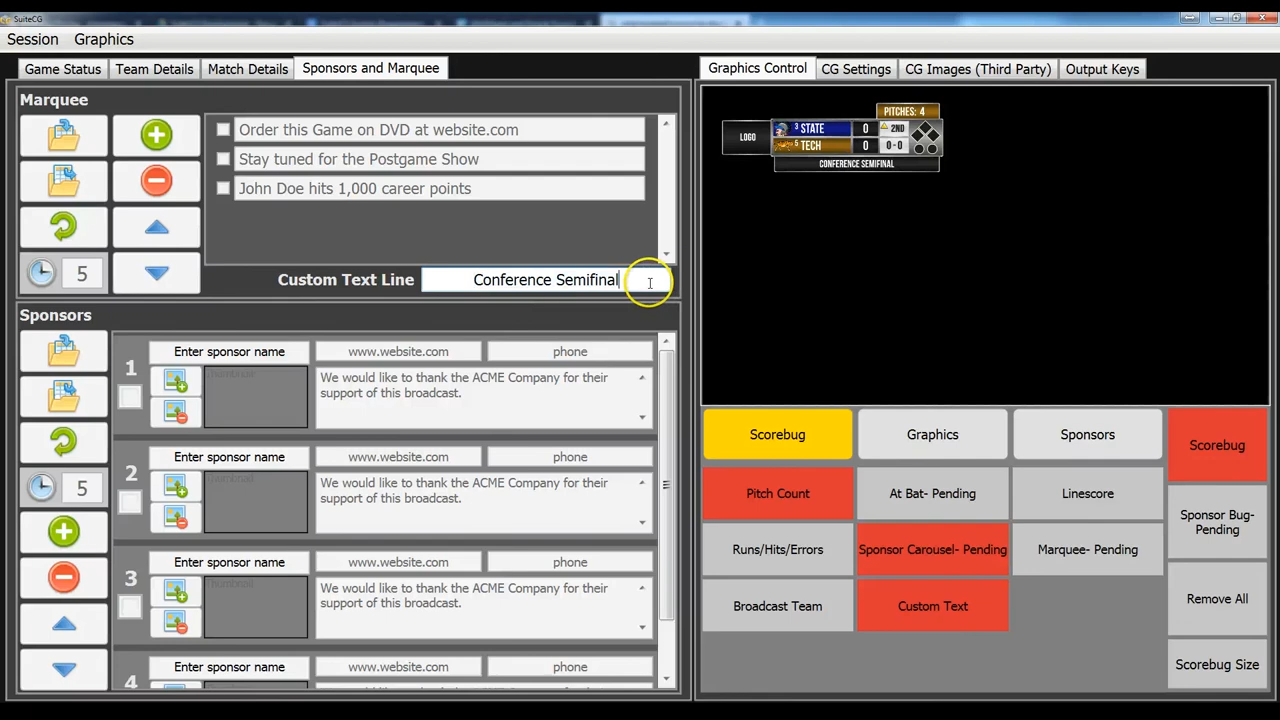 SuiteCG
Session Graphics
Game Status Team Details Match Details Sponsors and Marquee
Marquee
Order this Game on DVD at website.com
Stay tuned for the Postgame Show
John Doe hits 1,000 career points
5
Custom Text Line Conference Semifinal
Sponsors
1 Enter sponsor name www.website.com phone
Thumbnail
We would like to thank the ACME Company for their
support of this broadcast.
2 Enter sponsor name www.website.com phone
Thumbnail
We would like to thank the ACME Company for their
support of this broadcast.
5
3 Enter sponsor name www.website.com phone
Thumbnail
We would like to thank the ACME Company for their
support of this broadcast.
4 Enter sponsor name www.website.com phone
Graphics Control CG Settings CG Images (Third Party) Output Keys
PITCHES: 4
LOGO 3 STATE 0 2ND
5 TECH 0 0 - 0
CONFERENCE SEMIFINAL
Scorebug Graphics Sponsors Scorebug
Pitch Count At Bat- Pending Linescore
Sponsor Bug-
Pending
Runs/Hits/Errors Sponsor Carousel- Pending Marquee- Pending
Broadcast Team Custom Text Remove All
Scorebug Size